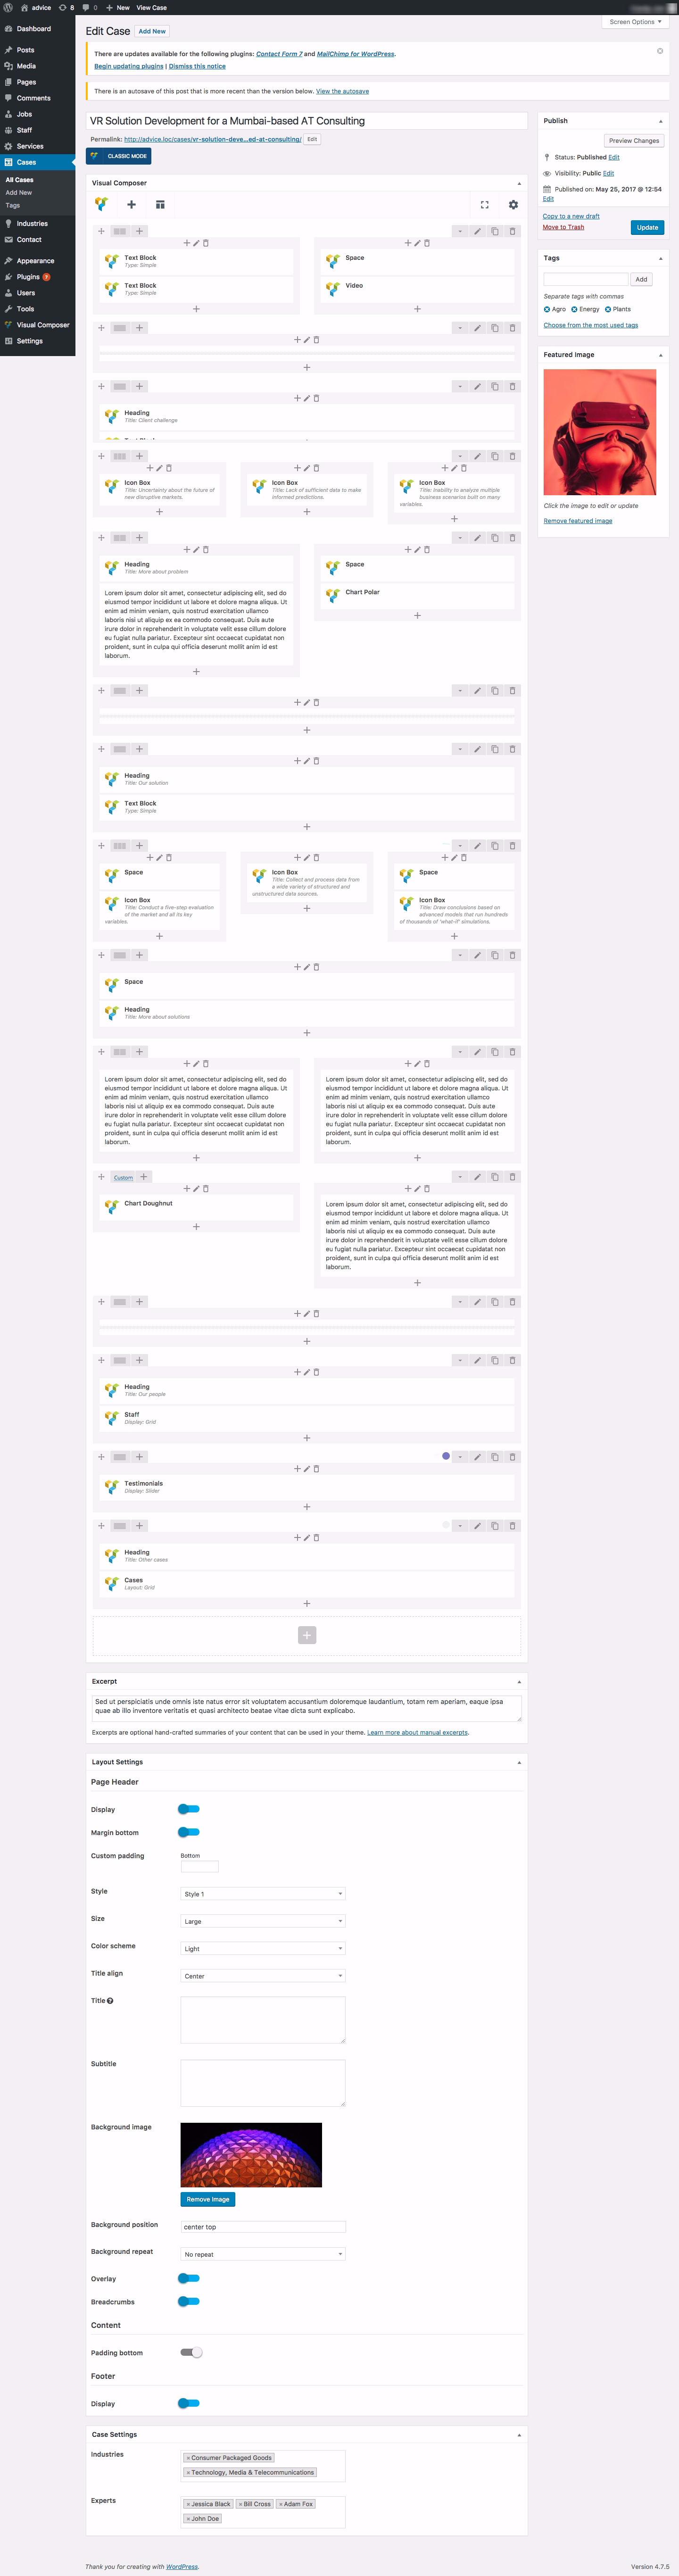 advice 8 0 New View Case
Dashboard
Posts
Media
Pages
Comments
Jobs
Staff
Services
Cases
All Cases
Add New
Tags
Industries
Contact
Appearance
Plugins 7
Users
Tools
Visual Composer
Settings
Screen Options
Edit Case Add New
There are updates available for the following plugins: Contact Form 7 and MailChimp for WordPress.
Begin updating plugins | Dismiss this notice
There is an autosave of this post that is more recent than the version below. View the autosave
VR Solution Development for a Mumbai-based AT Consulting
Permalink: http://advice.loc/cases/vr-solution-deve...ed-at-consulting/ Edit
CLASSIC MODE
Visual Composer
Text Block
Type: Simple
Text Block
Type: Simple
Space
Video
Heading
Title: Client challenge
Icon Box
Title: Uncertainty about the future of
new disruptive markets.
Icon Box
Title: Lack of sufficient data to make
informed predictions.
Icon Box
Title: Inability to analyze multiple
business scenarios built on many
variables.
Heading
Title: More about problem
Lorem ipsum dolor sit amet, consectetur adipiscing elit, sed do
eiusmod tempor incididunt ut labore et dolore magna aliqua. Ut
enim ad minim veniam, quis nostrud exercitation ullamco
laboris nisi ut aliquip ex ea commodo consequat. Duis aute
irure dolor in reprehenderit in voluptate velit esse cillum dolore
eu fugiat nulla pariatur. Excepteur sint occaecat cupidatat non
proident, sunt in culpa qui officia deserunt mollit anim id est
laborum.
Space
Chart Polar
Heading
Title: Our solution
Text Block
Type: Simple
Space
Icon Box
Title: Conduct a five-step evaluation
of the market and all its key
variables.
Icon Box
Title: Collect and process data from
a wide variety of structured and
unstructured data sources.
Space
Icon Box
Title: Draw conclusions based on
advanced models that run hundreds
of thousands of 'what-if' simulations.
Space
Heading
Title: More about solutions
Lorem ipsum dolor sit amet, consectetur adipiscing elit, sed do
eiusmod tempor incididunt ut labore et dolore magna aliqua. Ut
enim ad minim veniam, quis nostrud exercitation ullamco
laboris nisi ut aliquip ex ea commodo consequat. Duis aute
irure dolor in reprehenderit in voluptate velit esse cillum dolore
eu fugiat nulla pariatur. Excepteur sint occaecat cupidatat non
proident, sunt in culpa qui officia deserunt mollit anim id est
laborum.
Lorem ipsum dolor sit amet, consectetur adipiscing elit, sed do
eiusmod tempor incididunt ut labore et dolore magna aliqua. Ut
enim ad minim veniam, quis nostrud exercitation ullamco
laboris nisi ut aliquip ex ea commodo consequat. Duis aute
irure dolor in reprehenderit in voluptate velit esse cillum dolore
eu fugiat nulla pariatur. Excepteur sint occaecat cupidatat non
proident, sunt in culpa qui officia deserunt mollit anim id est
laborum.
Custom
Chart Doughnut
Lorem ipsum dolor sit amet, consectetur adipiscing elit, sed do
eiusmod tempor incididunt ut labore et dolore magna aliqua. Ut
enim ad minim veniam, quis nostrud exercitation ullamco
laboris nisi ut aliquip ex ea commodo consequat. Duis aute
irure dolor in reprehenderit in voluptate velit esse cillum dolore
eu fugiat nulla pariatur. Excepteur sint occaecat cupidatat non
proident, sunt in culpa qui officia deserunt mollit anim id est
laborum.
Heading
Title: Our people
Staff
Display: Grid
Testimonials
Display: Slider
Heading
Title: Other cases
Cases
Layout: Grid
Excerpt
Sed ut perspiciatis unde omnis iste natus error sit voluptatem accusantium doloremque laudantium, totam rem aperiam, eaque ipsa
quae ab illo inventore veritatis et quasi architecto beatae vitae dicta sunt explicabo.
Excerpts are optional hand-crafted summaries of your content that can be used in your theme. Learn more about manual excerpts.
Layout Settings
Page Header
Display
Margin bottom
Custom padding Bottom
Style Style 1
Size Large
Color scheme Light
Title align Center
Title
Subtitle
Background image
Remove Image
Background position center top
Background repeat No repeat
Overlay
Breadcrumbs
Content
Padding bottom
Footer
Display
Case Settings
Industries × Consumer Packaged Goods
× Technology, Media & Telecommunications
Experts × Jessica Black × Bill Cross × Adam Fox
× John Doe
Publish
Preview Changes
Status: Published Edit
Visibility: Public Edit
Published on: May 25, 2017 @ 12:54
Edit
Copy to a new draft
Move to Trash Update
Tags
Add
Separate tags with commas
Agro Energy Plants
Choose from the most used tags
Featured Image
Click the image to edit or update
Remove featured image
Thank you for creating with WordPress. Version 4.7.5